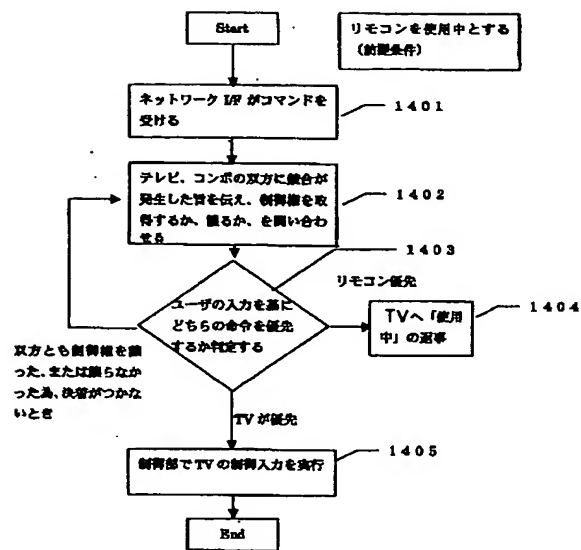 Start
リモコンを使用中とする
(前提条件)
ネットワーク I/F がコマンドを
受ける
1401
テレビ、コンポの双方に競合が
発生した旨を伝え、制御権を取
得するか、譲るか、を問い合わ
せる
1402
1403
ユーザの入力を基に
どちらの命令を優先
するか判定する
リモコン優先
TVへ「使用
中」の返事
1404
双方とも制御権を譲
った、または譲らなか
った為、決着がつかな
いとき
TV が優先
制御部でTVの制御入力を実行
1405
End